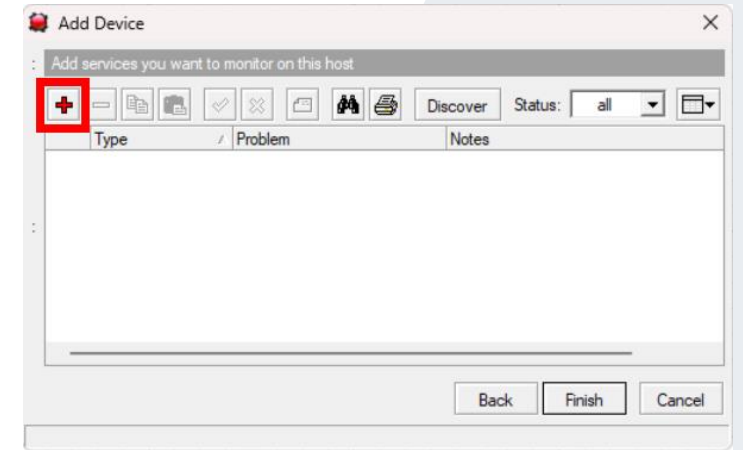 Add Device
Add services you want to monitor on this host
Discover Status: all
Type Problem Notes
Back Finish Cancel